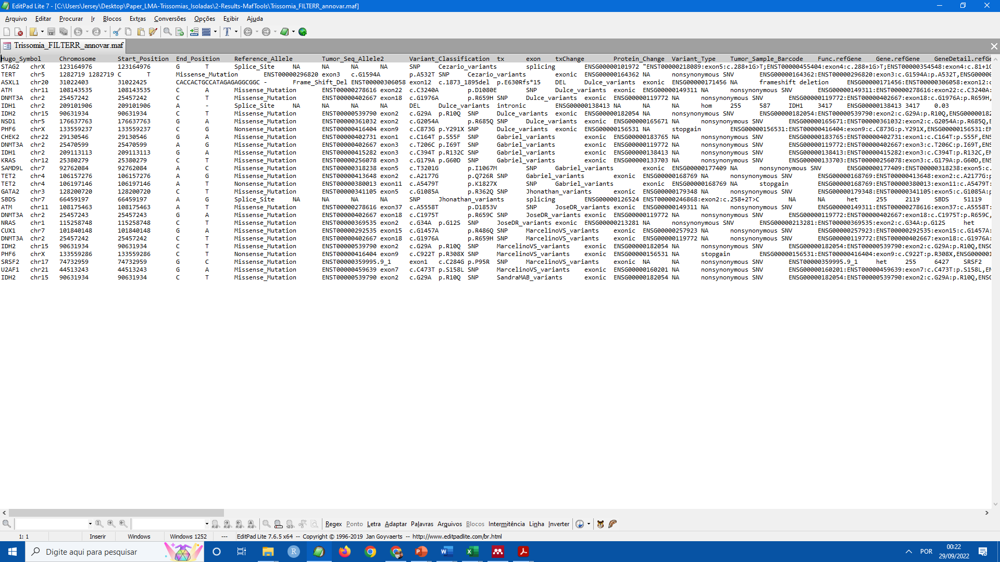 EditPad Lite 7 - [C:\Users\Jersey\Desktop\Paper_LMA-Trissomias_Isoladas\2-Results-MafTools\Trissomia_FILTERR_annovar.maf]
Arquivo Editar Procurar Ir Blocos Extras Conversões Opções Exibir Ajuda
Trissomia_FILTERR_annovar.maf
Hugo_Symbol Chromosome Start_Position End_Position Reference_Allele Tumor_Seq_Allele2 Variant_Classification tx exon txChange Protein_Change Variant_Type Tumor_Sample_Barcode Func.refGene Gene.refGene GeneDetail.refGe
STAG2 chrX 123164976 123164976 G T Splice_Site NA NA NA NA SNP Cezario_variants splicing ENSG00000101972 "ENST00000218089:exon5:c.288+1G>T;ENST00000455404:exon4:c.288+1G>T;ENST00000354548:exon4:c.81+1G
TERT chr5 1282719 1282719 C T Missense_Mutation ENST00000296820 exon3 c.G1594A p.A532T SNP Cezario_variants exonic ENSG00000164362 NA nonsynonymous SNV ENSG00000164362:ENST00000296820:exon3:c.G1594A:p.A532T,ENSG0000
ASXL1 chr20 31022403 31022425 CACCACTGCCATAGAGAGGCGGC - Frame_Shift_Del ENST00000306058 exon12 c.1873_1895del p.E630Rfs*15 DEL Dulce_variants exonic ENSG00000171456 NA frameshift deletion ENSG00000171456:ENST00000306058:exon12:c
ATM chr11 108143535 108143535 C A Missense_Mutation ENST00000278616 exon22 c.C3240A p.D1080E SNP Dulce_variants exonic ENSG00000149311 NA nonsynonymous SNV ENSG00000149311:ENST00000278616:exon22:c.C3240A:
DNMT3A chr2 25457242 25457242 C T Missense_Mutation ENST00000402667 exon18 c.G1976A p.R659H SNP Dulce_variants exonic ENSG00000119772 NA nonsynonymous SNV ENSG00000119772:ENST00000402667:exon18:c.G1976A:p.R659H,
IDH1 chr2 209101906 209101906 A - Splice_Site NA NA NA NA DEL Dulce_variants intronic ENSG00000138413 NA NA NA hom 255 587 IDH1 3417 ENSG00000138413 3417 0.03
IDH2 chr15 90631934 90631934 C T Missense_Mutation ENST00000539790 exon2 c.G29A p.R10Q SNP Dulce_variants exonic ENSG00000182054 NA nonsynonymous SNV ENSG00000182054:ENST00000539790:exon2:c.G29A:p.R10Q,ENSG00000182
NSD1 chr5 176637763 176637763 G A Missense_Mutation ENST00000361032 exon2 c.G2054A p.R685Q SNP Dulce_variants exonic ENSG00000165671 NA nonsynonymous SNV ENSG00000165671:ENST00000361032:exon2:c.G2054A:p.R685Q,E
PHF6 chrX 133559237 133559237 C G Nonsense_Mutation ENST00000416404 exon9 c.C873G p.Y291X SNP Dulce_variants exonic ENSG00000156531 NA stopgain ENSG00000156531:ENST00000416404:exon9:c.C873G:p.Y291X,ENSG00000156531:E
CHEK2 chr22 29130546 29130546 G A Missense_Mutation ENST00000402731 exon1 c.C164T p.S55F SNP Gabriel_variants exonic ENSG00000183765 NA nonsynonymous SNV ENSG00000183765:ENST00000402731:exon1:c.C164T:p.S55F,ENS
DNMT3A chr2 25470599 25470599 A G Missense_Mutation ENST00000402667 exon3 c.T206C p.I69T SNP Gabriel_variants exonic ENSG00000119772 NA nonsynonymous SNV ENSG00000119772:ENST00000402667:exon3:c.T206C:p.I69T,ENS
IDH1 chr2 209113113 209113113 G A Missense_Mutation ENST00000415282 exon3 c.C394T p.R132C SNP Gabriel_variants exonic ENSG00000138413 NA nonsynonymous SNV ENSG00000138413:ENST00000415282:exon3:c.C394T:p.R132C,E
KRAS chr12 25380279 25380279 C T Missense_Mutation ENST00000256078 exon3 c.G179A p.G60D SNP Gabriel_variants exonic ENSG00000133703 NA nonsynonymous SNV ENSG00000133703:ENST00000256078:exon3:c.G179A:p.G60D,ENS
SAMD9L chr7 92762084 92762084 A C Missense_Mutation ENST00000318238 exon5 c.T3201G p.I1067M SNP Gabriel_variants exonic ENSG00000177409 NA nonsynonymous SNV ENSG00000177409:ENST00000318238:exon5:c.
TET2 chr4 106157276 106157276 A G Missense_Mutation ENST00000413648 exon2 c.A2177G p.Q726R SNP Gabriel_variants exonic ENSG00000168769 NA nonsynonymous SNV ENSG00000168769:ENST00000413648:exon2:c.A2177G:p
TET2 chr4 106197146 106197146 A T Nonsense_Mutation ENST00000380013 exon11 c.A5479T p.K1827X SNP Gabriel_variants exonic ENSG00000168769 NA stopgain ENSG00000168769:ENST00000380013:exon11:c.A5479T:
GATA2 chr3 128200720 128200720 C T Missense_Mutation ENST00000341105 exon5 c.G1085A p.R362Q SNP Jhonathan_variants exonic ENSG00000179348 NA nonsynonymous SNV ENSG00000179348:ENST00000341105:exon5:c.G1085A:p
SBDS chr7 66459197 66459197 A G Splice_Site NA NA NA NA SNP Jhonathan_variants splicing ENSG00000126524 ENST00000246868:exon2:c.258+2T>C NA NA het 255 2119 SBDS 51119
ATM chr11 108175463 108175463 A T Missense_Mutation ENST00000278616 exon37 c.A5558T p.D1853V SNP JoseDR_variants exonic ENSG00000149311 NA nonsynonymous SNV ENSG00000149311:ENST00000278616:exon37:c.A5558T:
DNMT3A chr2 25457243 25457243 G A Missense_Mutation ENST00000402667 exon18 c.C1975T p.R659C SNP JoseDR_variants exonic ENSG00000119772 NA nonsynonymous SNV ENSG00000119772:ENST00000402667:exon18:c.C1975T:p.R659C,
NRAS chr1 115258748 115258748 C T Missense_Mutation ENST00000369535 exon2 c.G34A p.G12S SNP JoseDR_variants exonic ENSG00000213281 NA nonsynonymous SNV ENSG00000213281:ENST00000369535:exon2:c.G34A:p.G12S het
CUX1 chr7 101840148 101840148 G A Missense_Mutation ENST00000292535 exon15 c.G1457A p.R486Q SNP MarcelinoVS_variants exonic ENSG00000257923 NA nonsynonymous SNV ENSG00000257923:ENST00000292535:exon15:c.G1457A:
DNMT3A chr2 25457242 25457242 C T Missense_Mutation ENST00000402667 exon18 c.G1976A p.R659H SNP MarcelinoVS_variants exonic ENSG00000119772 NA nonsynonymous SNV ENSG00000119772:ENST00000402667:exon18:c.G1976A:
IDH2 chr15 90631934 90631934 C T Missense_Mutation ENST00000539790 exon2 c.G29A p.R10Q SNP MarcelinoVS_variants exonic ENSG00000182054 NA nonsynonymous SNV ENSG00000182054:ENST00000539790:exon2:c.G29A:p.R10Q,ENSG
PHF6 chrX 133559286 133559286 C T Nonsense_Mutation ENST00000416404 exon9 c.C922T p.R308X SNP MarcelinoVS_variants exonic ENSG00000156531 NA stopgain ENSG00000156531:ENST00000416404:exon9:c.C922T:p.R308X,ENSG000001
SRSF2 chr17 74732959 74732959 G C Missense_Mutation ENST00000359995.9_1 exon1 c.C284G p.P95R SNP MarcelinoVS_variants exonic NA NA nonsynonymous SNV ENST00000359995.9_1 het 255 6427 SRSF2
U2AF1 chr21 44513243 44513243 G A Missense_Mutation ENST00000459639 exon7 c.C473T p.S158L SNP MarcelinoVS_variants exonic ENSG00000160201 NA nonsynonymous SNV ENSG00000160201:ENST00000459639:exon7:c.C473T:p.S158L,E
IDH2 chr15 90631934 90631934 C T Missense_Mutation ENST00000539790 exon2 c.G29A p.R10Q SNP SandraMAB_variants exonic ENSG00000182054 NA nonsynonymous SNV ENSG00000182054:ENST00000539790:exon2:c.G29A:p.R10Q,ENSG
Regex Ponto Letra Adaptar Palavras Arquivos Blocos Intermitência Linha Inverter
1: 1 Inserir Windows Windows 1252 --- EditPad Lite 7.6.5 x64 -- Copyright © 1996-2019 Jan Goyvaerts -- http://www.editpadlite.com/br.html
Digite aqui para pesquisar
POR
00:22
29/09/2022